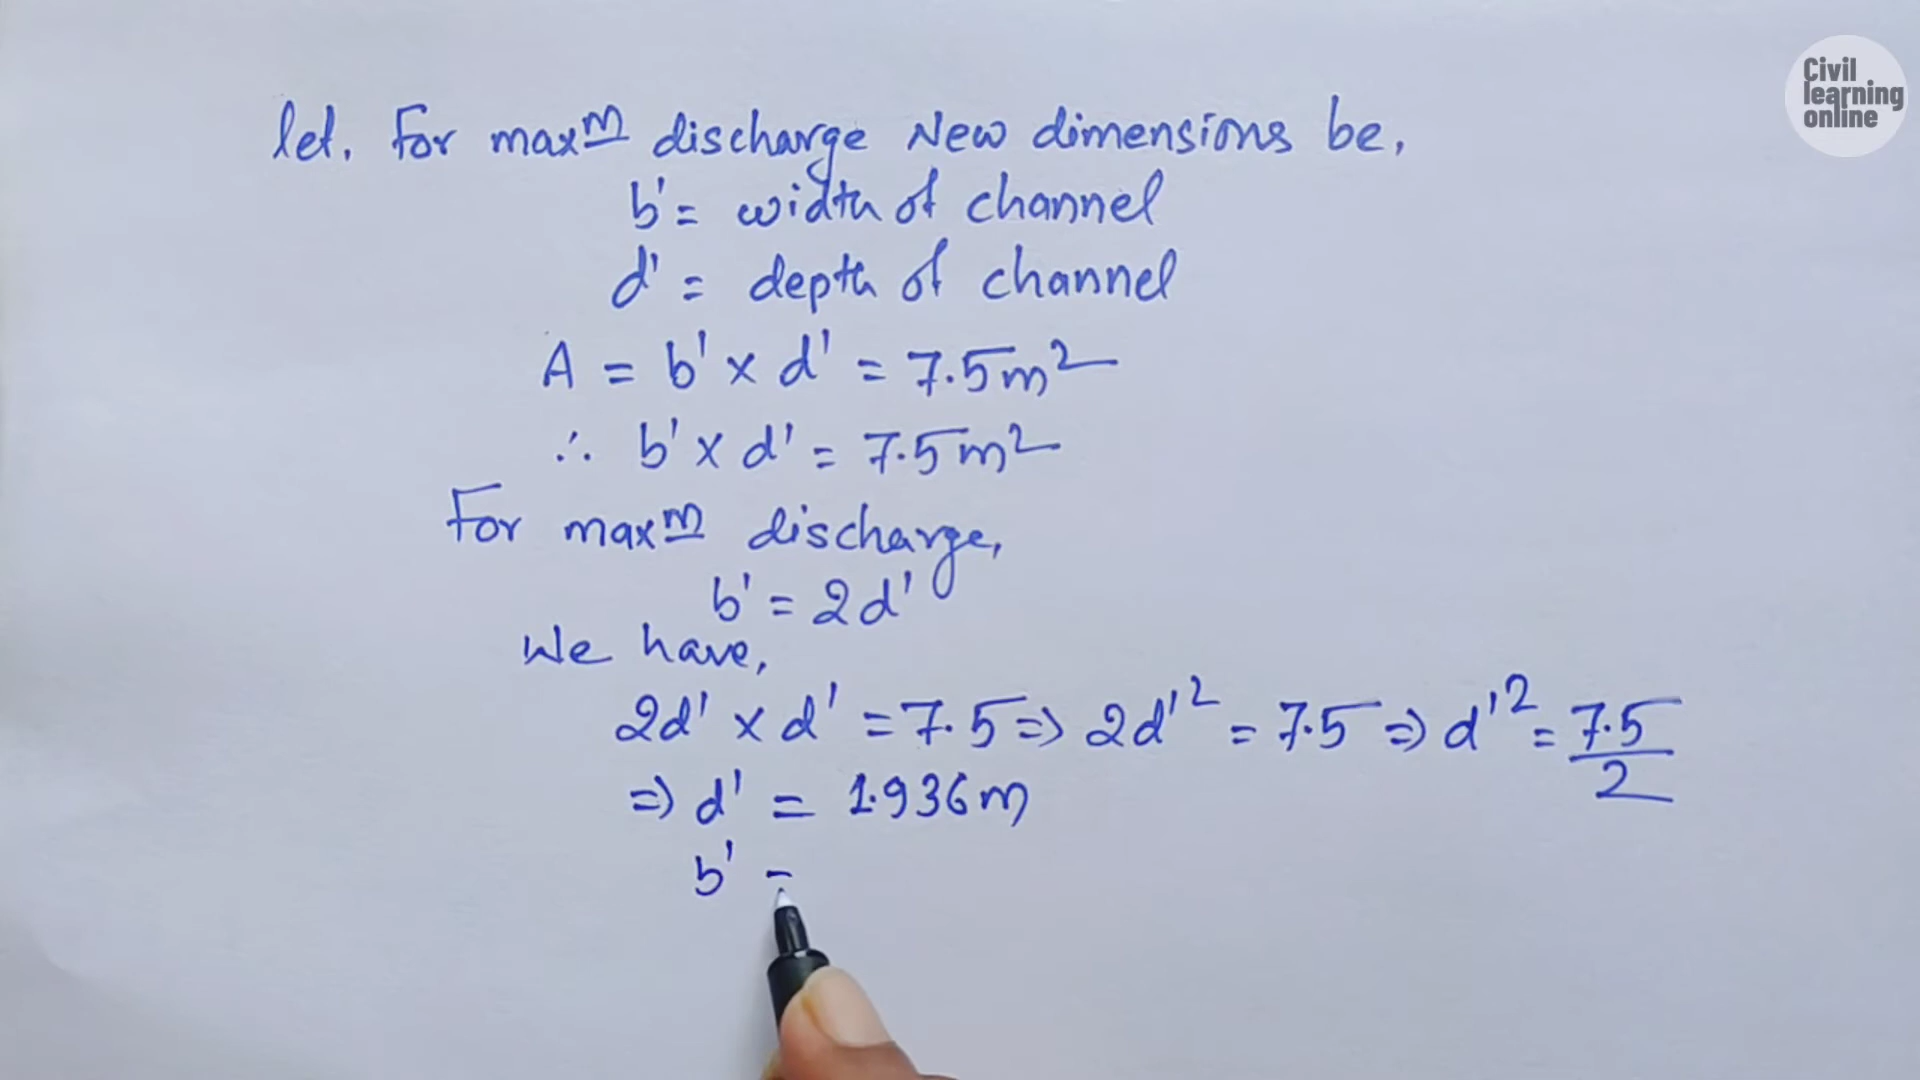 let. For maxᵐ discharge New dimensions be,
b' = width of channel
d' = depth of channel
A = b' × d' = 7.5m²
∴ b' × d' = 7.5m²
For maxᵐ discharge,
b' = 2d'
We have,
2d' × d' = 7.5 ⇒ 2d'² = 7.5 ⇒ d'² = 7.5/2
⇒ d' = 1.936m
b' =
Civil
learning
online